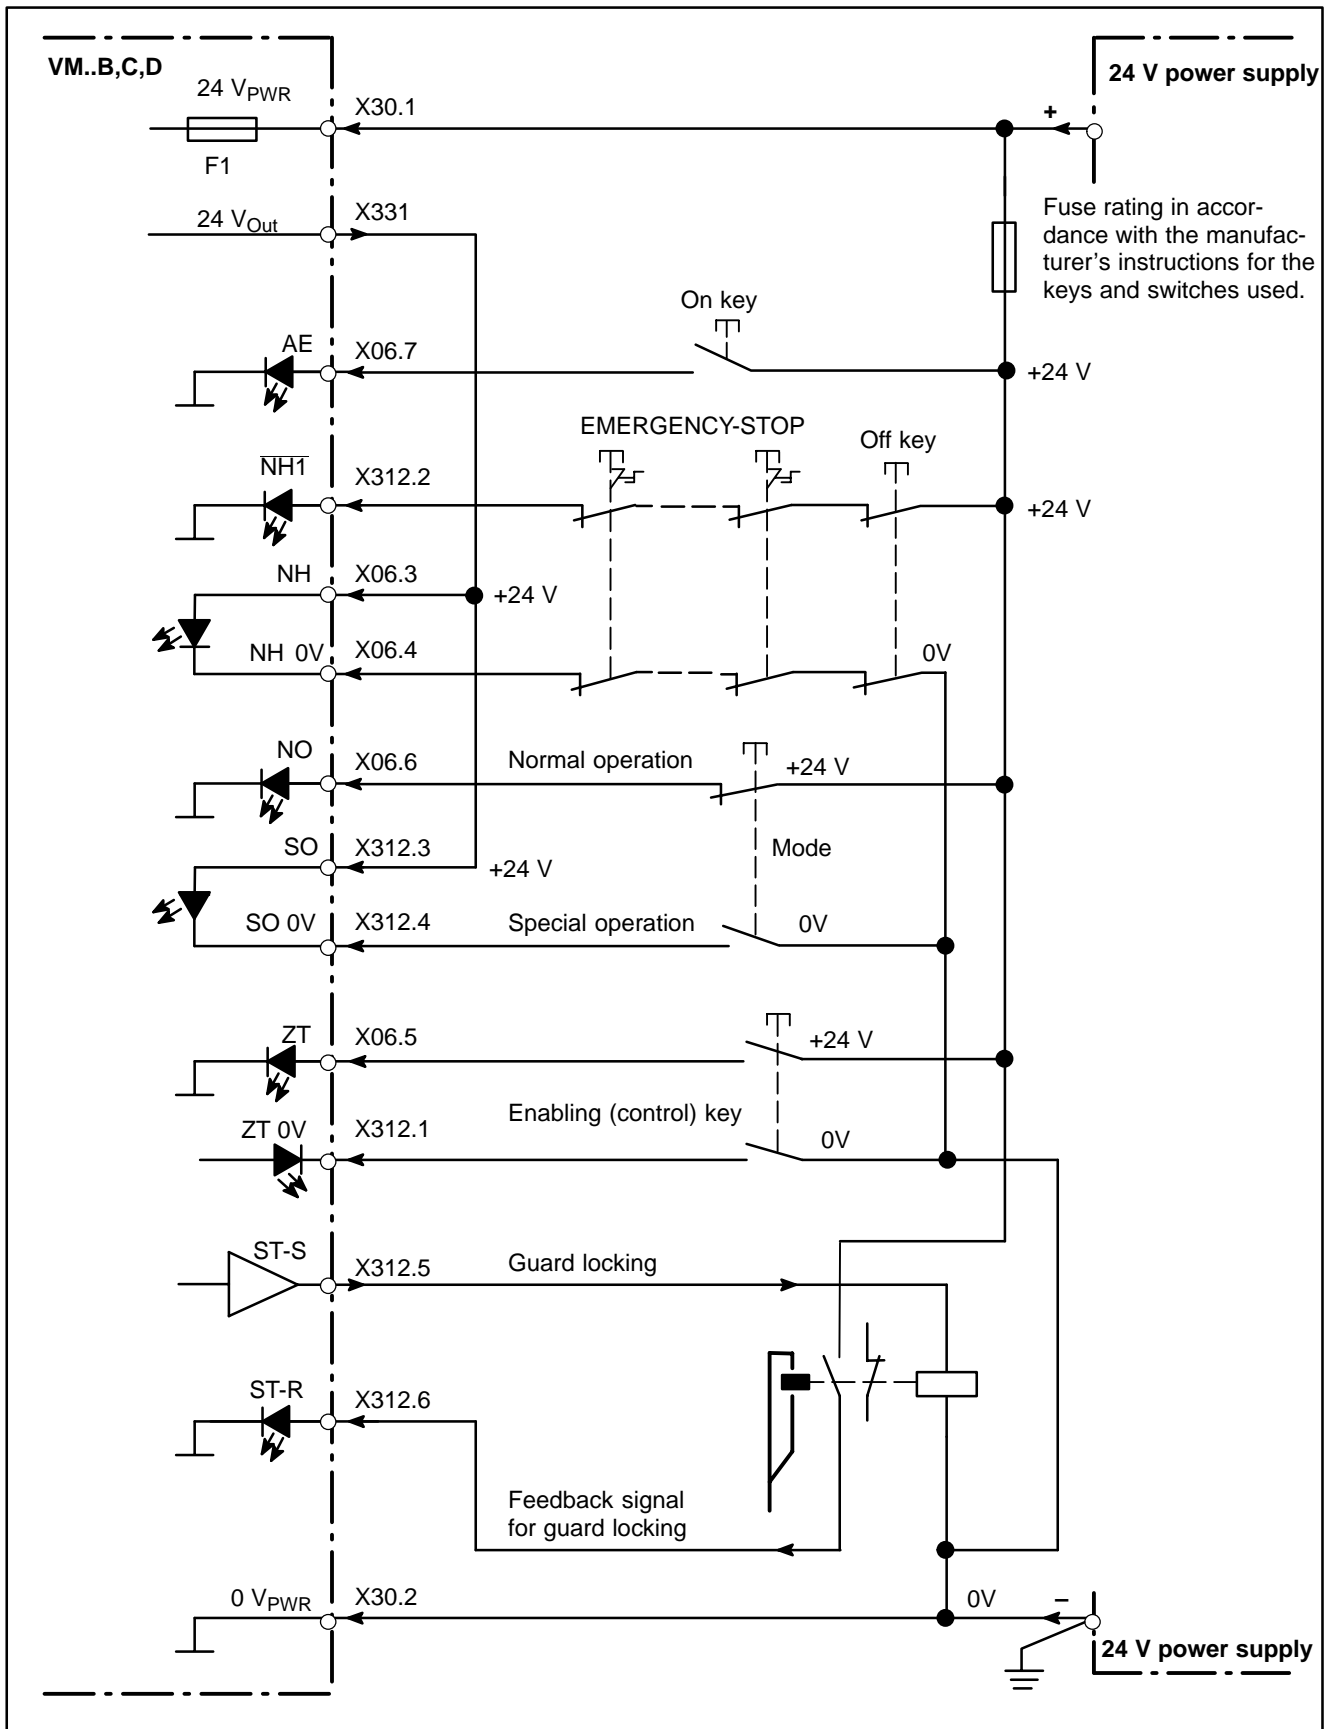 VM..B,C,D
24 V power supply
24 VPWR
X30.1
+
F1
Fuse rating in accor-
dance with the manufac-
turer's instructions for the
keys and switches used.
24 VOut
X331
On key
AE
X06.7
+24 V
EMERGENCY-STOP
Off key
NH1
X312.2
+24 V
NH
X06.3
+24 V
NH 0V
X06.4
0V
NO
X06.6
Normal operation
+24 V
Mode
SO
X312.3
+24 V
SO 0V
X312.4
Special operation
0V
ZT
X06.5
+24 V
Enabling (control) key
ZT 0V
X312.1
0V
ST-S
X312.5
Guard locking
ST-R
X312.6
Feedback signal
for guard locking
0 VPWR
X30.2
0V
–
24 V power supply